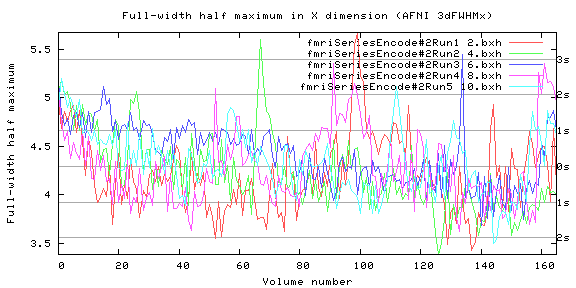 Full-width half maximum in X dimension (AFNI 3dFWHMx)
fmriSeriesEncode#2Run1 2.bxh
fmriSeriesEncode#2Run2 4.bxh
fmriSeriesEncode#2Run3 6.bxh
fmriSeriesEncode#2Run4 8.bxh
fmriSeriesEncode#2Run5 10.bxh
Full-width half maximum
5.5
5
4.5
4
3.5
3s
2s
1s
0s
1s
2s
0 20 40 60 80 100 120 140 160
Volume number